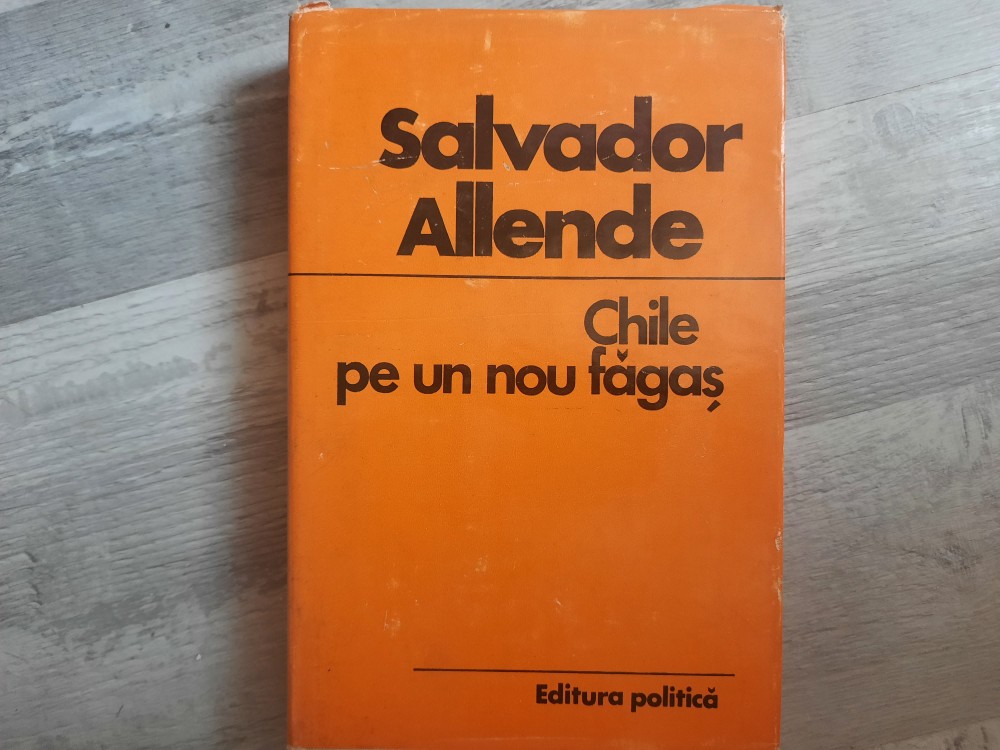 Salvador
Allende
Chile
pe un nou făgaș
Editura politică